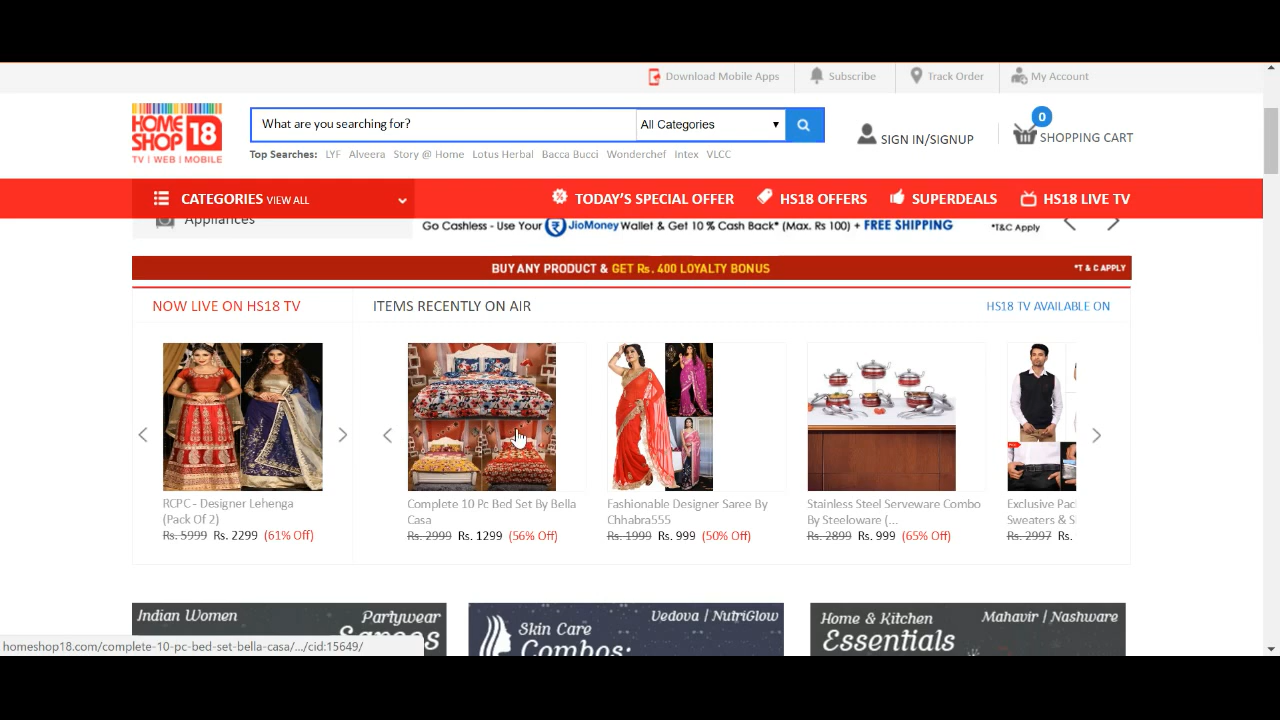 Download Mobile Apps
Subscribe
Track Order
My Account
HOME
SHOP 18
TV | WEB | MOBILE
What are you searching for?
All Categories
SIGN IN/SIGNUP
0
SHOPPING CART
Top Searches: LYF Alveera Story @ Home Lotus Herbal Bacca Bucci Wonderchef Intex VLCC
CATEGORIES VIEW ALL
TODAY'S SPECIAL OFFER
HS18 OFFERS
SUPERDEALS
HS18 LIVE TV
Appliances
Go Cashless - Use Your JioMoney Wallet & Get 10 % Cash Back* (Max. Rs 100) + FREE SHIPPING *T&C Apply
BUY ANY PRODUCT & GET Rs. 400 LOYALTY BONUS
*T & C APPLY
NOW LIVE ON HS18 TV
ITEMS RECENTLY ON AIR
HS18 TV AVAILABLE ON
RCPC - Designer Lehenga
(Pack Of 2)
Rs. 5999 Rs. 2299 (61% Off)
Complete 10 Pc Bed Set By Bella
Casa
Rs. 2999 Rs. 1299 (56% Off)
Fashionable Designer Saree By
Chhabra555
Rs. 1999 Rs. 999 (50% Off)
Stainless Steel Serveware Combo
By Steeloware (...
Rs. 2899 Rs. 999 (65% Off)
Exclusive Pac
Sweaters & S
Rs. 2997 Rs.
Indian Women
Partywear
Sarees
Skin Care
Combos:
Vedova / NutriGlow
Home & Kitchen
Essentials
Mahavir / Nashware
homeshop18.com/complete-10-pc-bed-set-bella-casa/.../cid:15649/